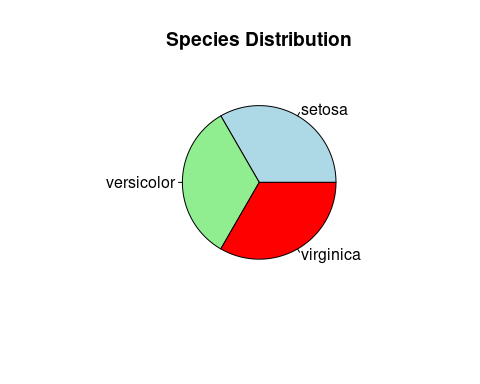 Species Distribution
setosa
versicolor
virginica